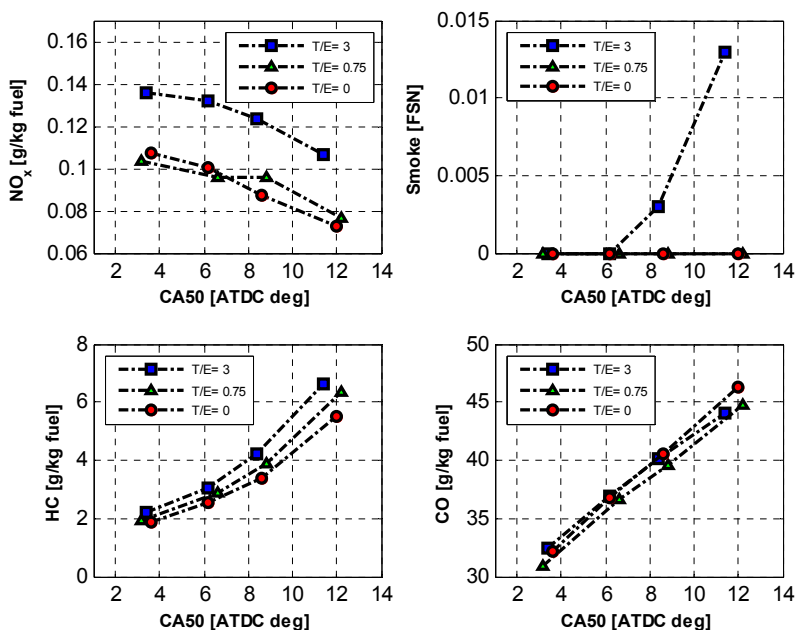 0.16
0.14
0.12
0.1
0.08
0.06
NOx [g/kg fuel]
T/E= 3
T/E= 0.75
T/E= 0
2 4 6 8 10 12 14
CA50 [ATDC deg]
0.015
0.01
0.005
0
Smoke [FSN]
T/E= 3
T/E= 0.75
T/E= 0
2 4 6 8 10 12 14
CA50 [ATDC deg]
8
6
4
2
0
HC [g/kg fuel]
T/E= 3
T/E= 0.75
T/E= 0
2 4 6 8 10 12 14
CA50 [ATDC deg]
50
45
40
35
30
CO [g/kg fuel]
T/E= 3
T/E= 0.75
T/E= 0
2 4 6 8 10 12 14
CA50 [ATDC deg]